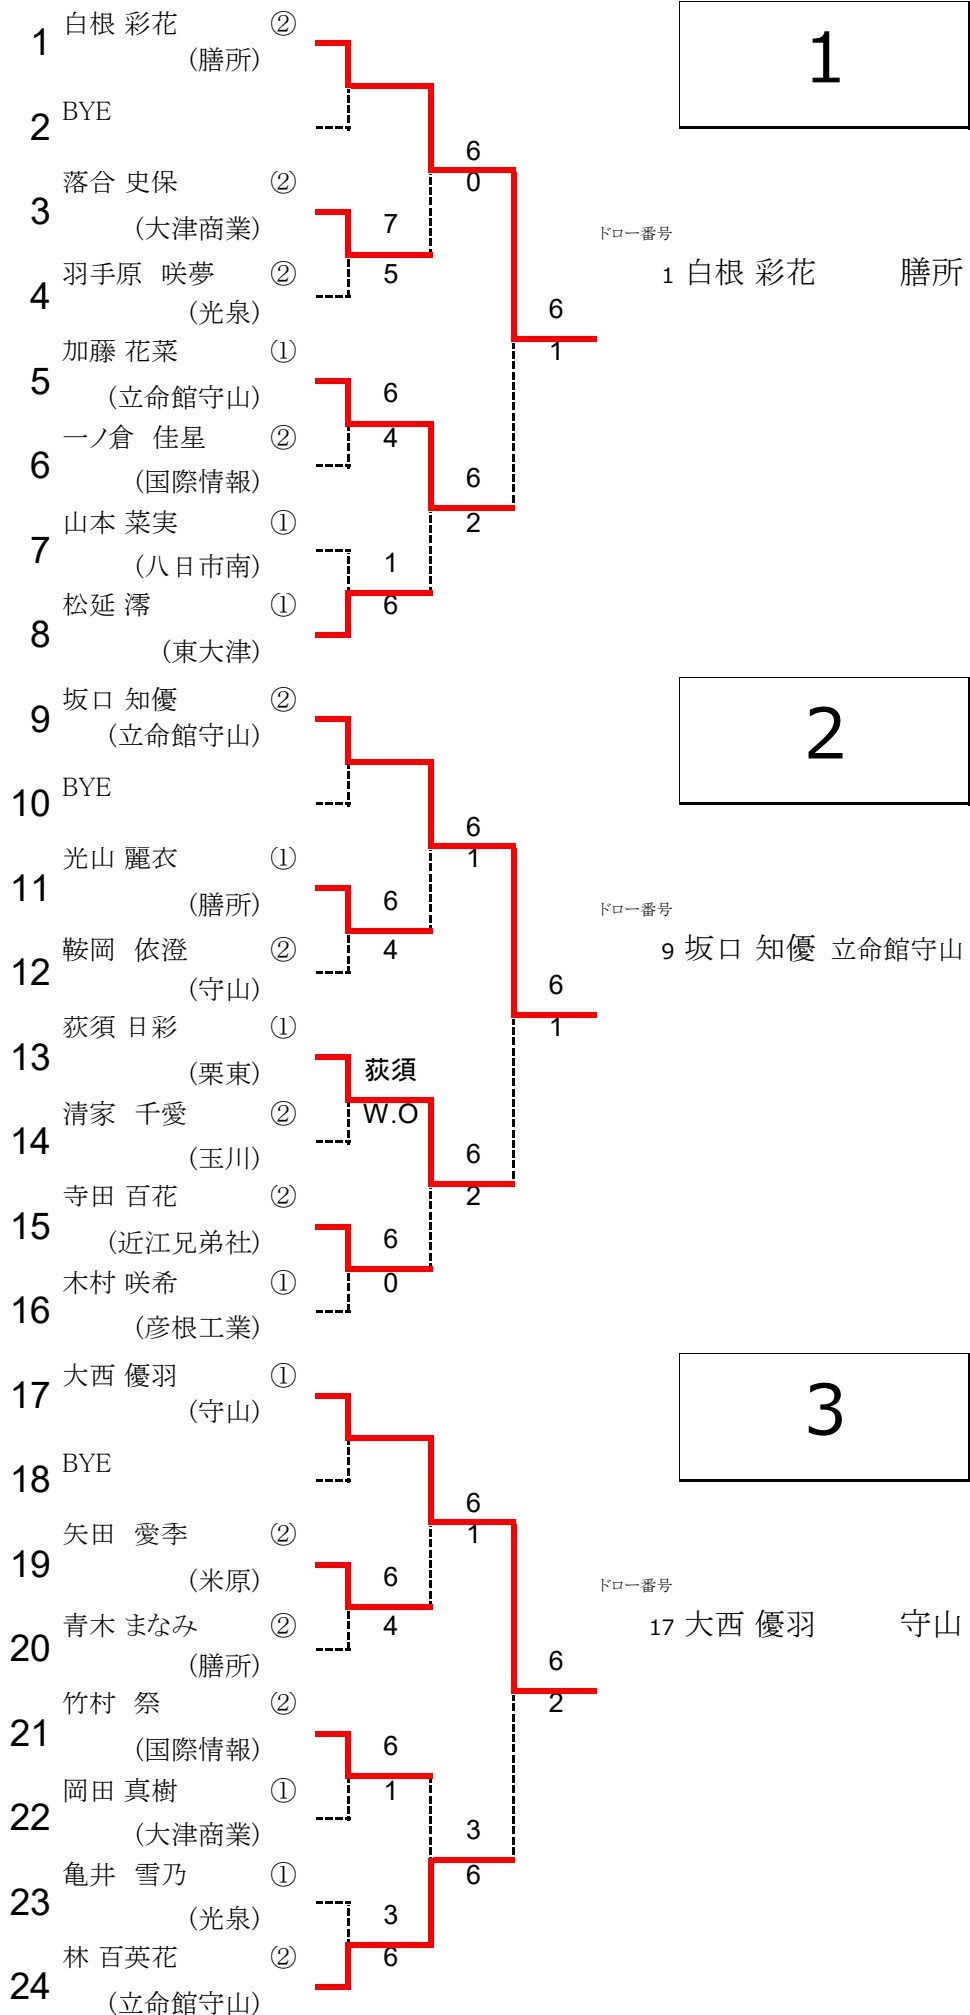 白根 彩花 ②
1
(膳所)
1
BYE
2
6
0
落合 史保 ②
3
(大津商業)
7
ドロー番号
羽手原 咲夢 ②
5
1 白根 彩花 膳所
4
(光泉)
6
1
加藤 花菜 ①
5
(立命館守山)
6
一ノ倉 佳星 ②
4
6
(国際情報)
6
2
山本 菜実 ①
7
(八日市南)
1
松延 澪 ①
6
8
(東大津)
坂口 知優 ②
9
(立命館守山)
2
BYE
10
6
1
光山 麗衣 ①
11
(膳所)
6
ドロー番号
鞍岡 依澄 ②
4
9 坂口 知優 立命館守山
12
(守山)
6
1
荻須 日彩 ①
13
(栗東)
荻須
清家 千愛 ②
W.O
14
(玉川)
6
2
寺田 百花 ②
15
(近江兄弟社)
6
木村 咲希 ①
0
16
(彦根工業)
大西 優羽 ①
17
(守山)
3
BYE
18
6
1
矢田 愛季 ②
19
(米原)
6
ドロー番号
青木 まなみ ②
4
17 大西 優羽 守山
20
(膳所)
6
2
竹村 祭 ②
21
(国際情報)
6
岡田 真樹 ①
1
22
(大津商業)
3
6
亀井 雪乃 ①
23
(光泉)
3
林 百英花 ②
6
24
(立命館守山)